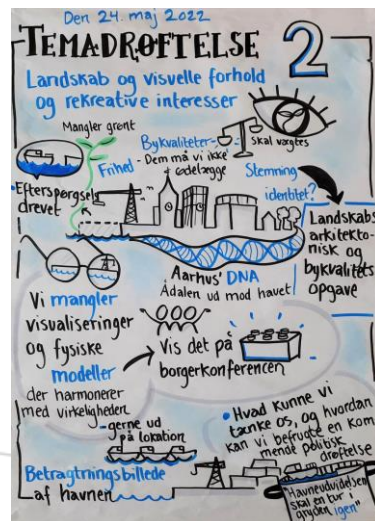 Den 24. maj 2022
TEMADRØFTELSE 2
Landskab og visuelle forhold
og rekreative interesser
Mangler grønt
Bykvaliteter
- Dem må vi ikke
ødelægge
Skal vægtes
Frihed
Stemning
identitet?
• Efterspørgsels
drevet
Landskabs
arkitekto-
nisk og
bykvalitets
opgave
Aarhus' DNA
Ådalen ud mod havet
Vi mangler
visualiseringer
og fysiske
modeller
der harmonerer
med virkeligheden
Vis det på
borgerkonferencen
- gerne ud
på lokation
Betragtningsbillede
af havnen
• Hvad kunne vi
tænke os, og hvordan
kan vi befrugte en kom
mende politisk
drøftelse
"Havneudvidelsen
skal en tur i
gryden igen"